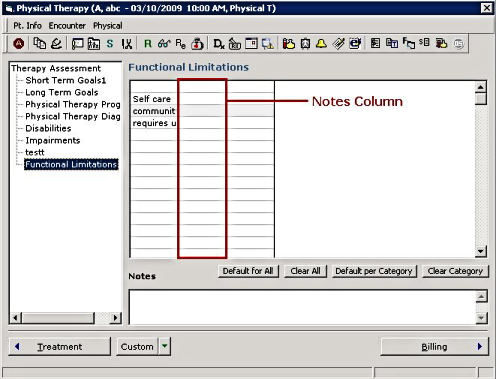 Physical Therapy (A, abc - 03/10/2009 10:00 AM, Physical T)
Pt. Info Encounter Physical
Therapy Assessment
Short Term Goals1
Long Term Goals
Physical Therapy Prog
Physical Therapy Diag
Disabilities
Impairments
testt
Functional Limitations
Functional Limitations
Self care
communit
requires u
Notes Column
Notes
Default for All
Clear All
Default per Category
Clear Category
Treatment
Custom
Billing